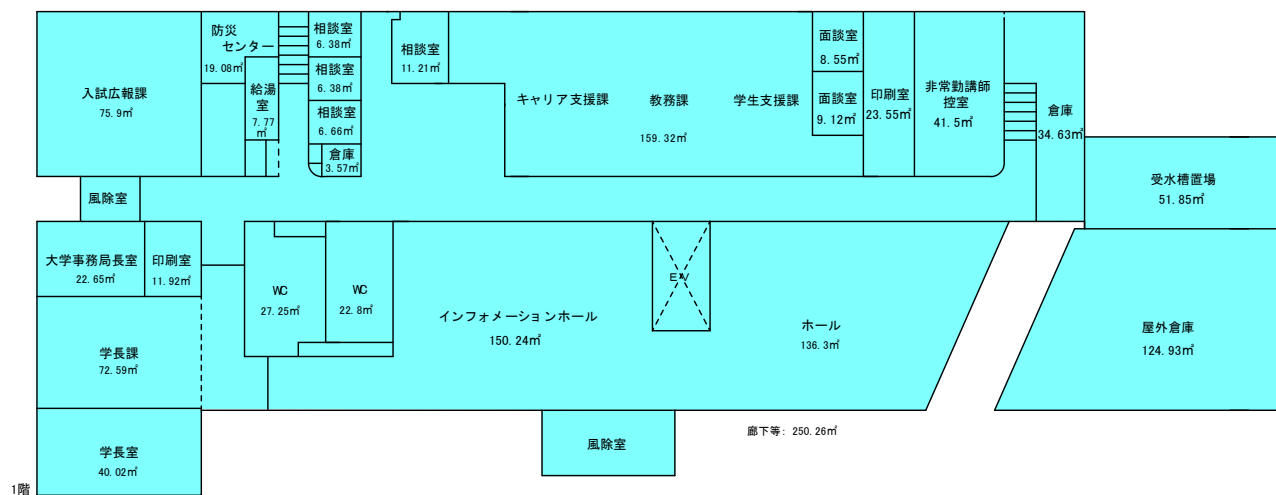 入試広報課
75.9㎡
防災
センター
19.08㎡
給湯
室
7.77
㎡
相談室
6.38㎡
相談室
6.38㎡
相談室
6.66㎡
倉庫
3.57㎡
相談室
11.21㎡
キャリア支援課 教務課 学生支援課
159.32㎡
面談室
8.55㎡
面談室
9.12㎡
印刷室
23.55㎡
非常勤講師
控室
41.5㎡
倉庫
34.63㎡
受水槽置場
51.85㎡
風除室
大学事務局長室
22.65㎡
印刷室
11.92㎡
WC
27.25㎡
WC
22.8㎡
EV
インフォメーションホール
150.24㎡
ホール
136.3㎡
屋外倉庫
124.93㎡
学長課
72.59㎡
学長室
40.02㎡
風除室
廊下等: 250.26㎡
1階